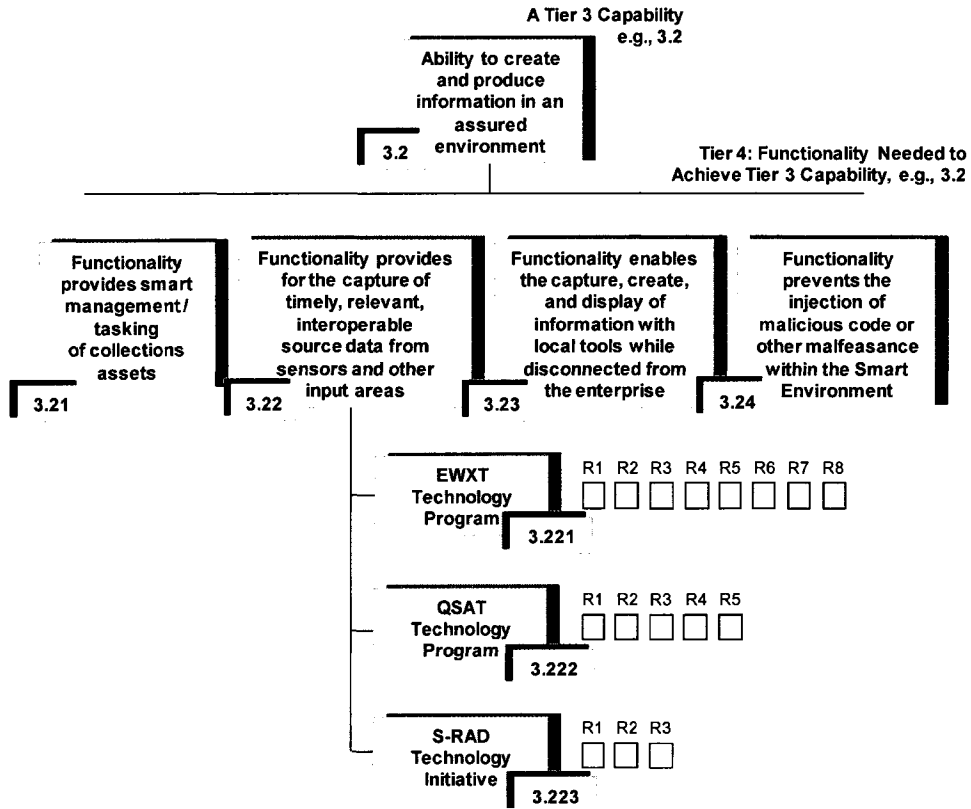 A Tier 3 Capability
e.g., 3.2
Ability to create
and produce
information in an
assured
environment
3.2
Tier 4: Functionality Needed to
Achieve Tier 3 Capability, e.g., 3.2
Functionality
provides smart
management/
tasking
of collections
assets
3.21
Functionality provides
for the capture of
timely, relevant,
interoperable
source data from
sensors and other
input areas
3.22
Functionality enables
the capture, create,
and display of
information with
local tools while
disconnected from
the enterprise
3.23
Functionality
prevents the
injection of
malicious code or
other malfeasance
within the Smart
Environment
3.24
EWXT
Technology
Program
3.221
R1 R2 R3 R4 R5 R6 R7 R8
QSAT
Technology
Program
3.222
R1 R2 R3 R4 R5
S-RAD
Technology
Initiative
3.223
R1 R2 R3